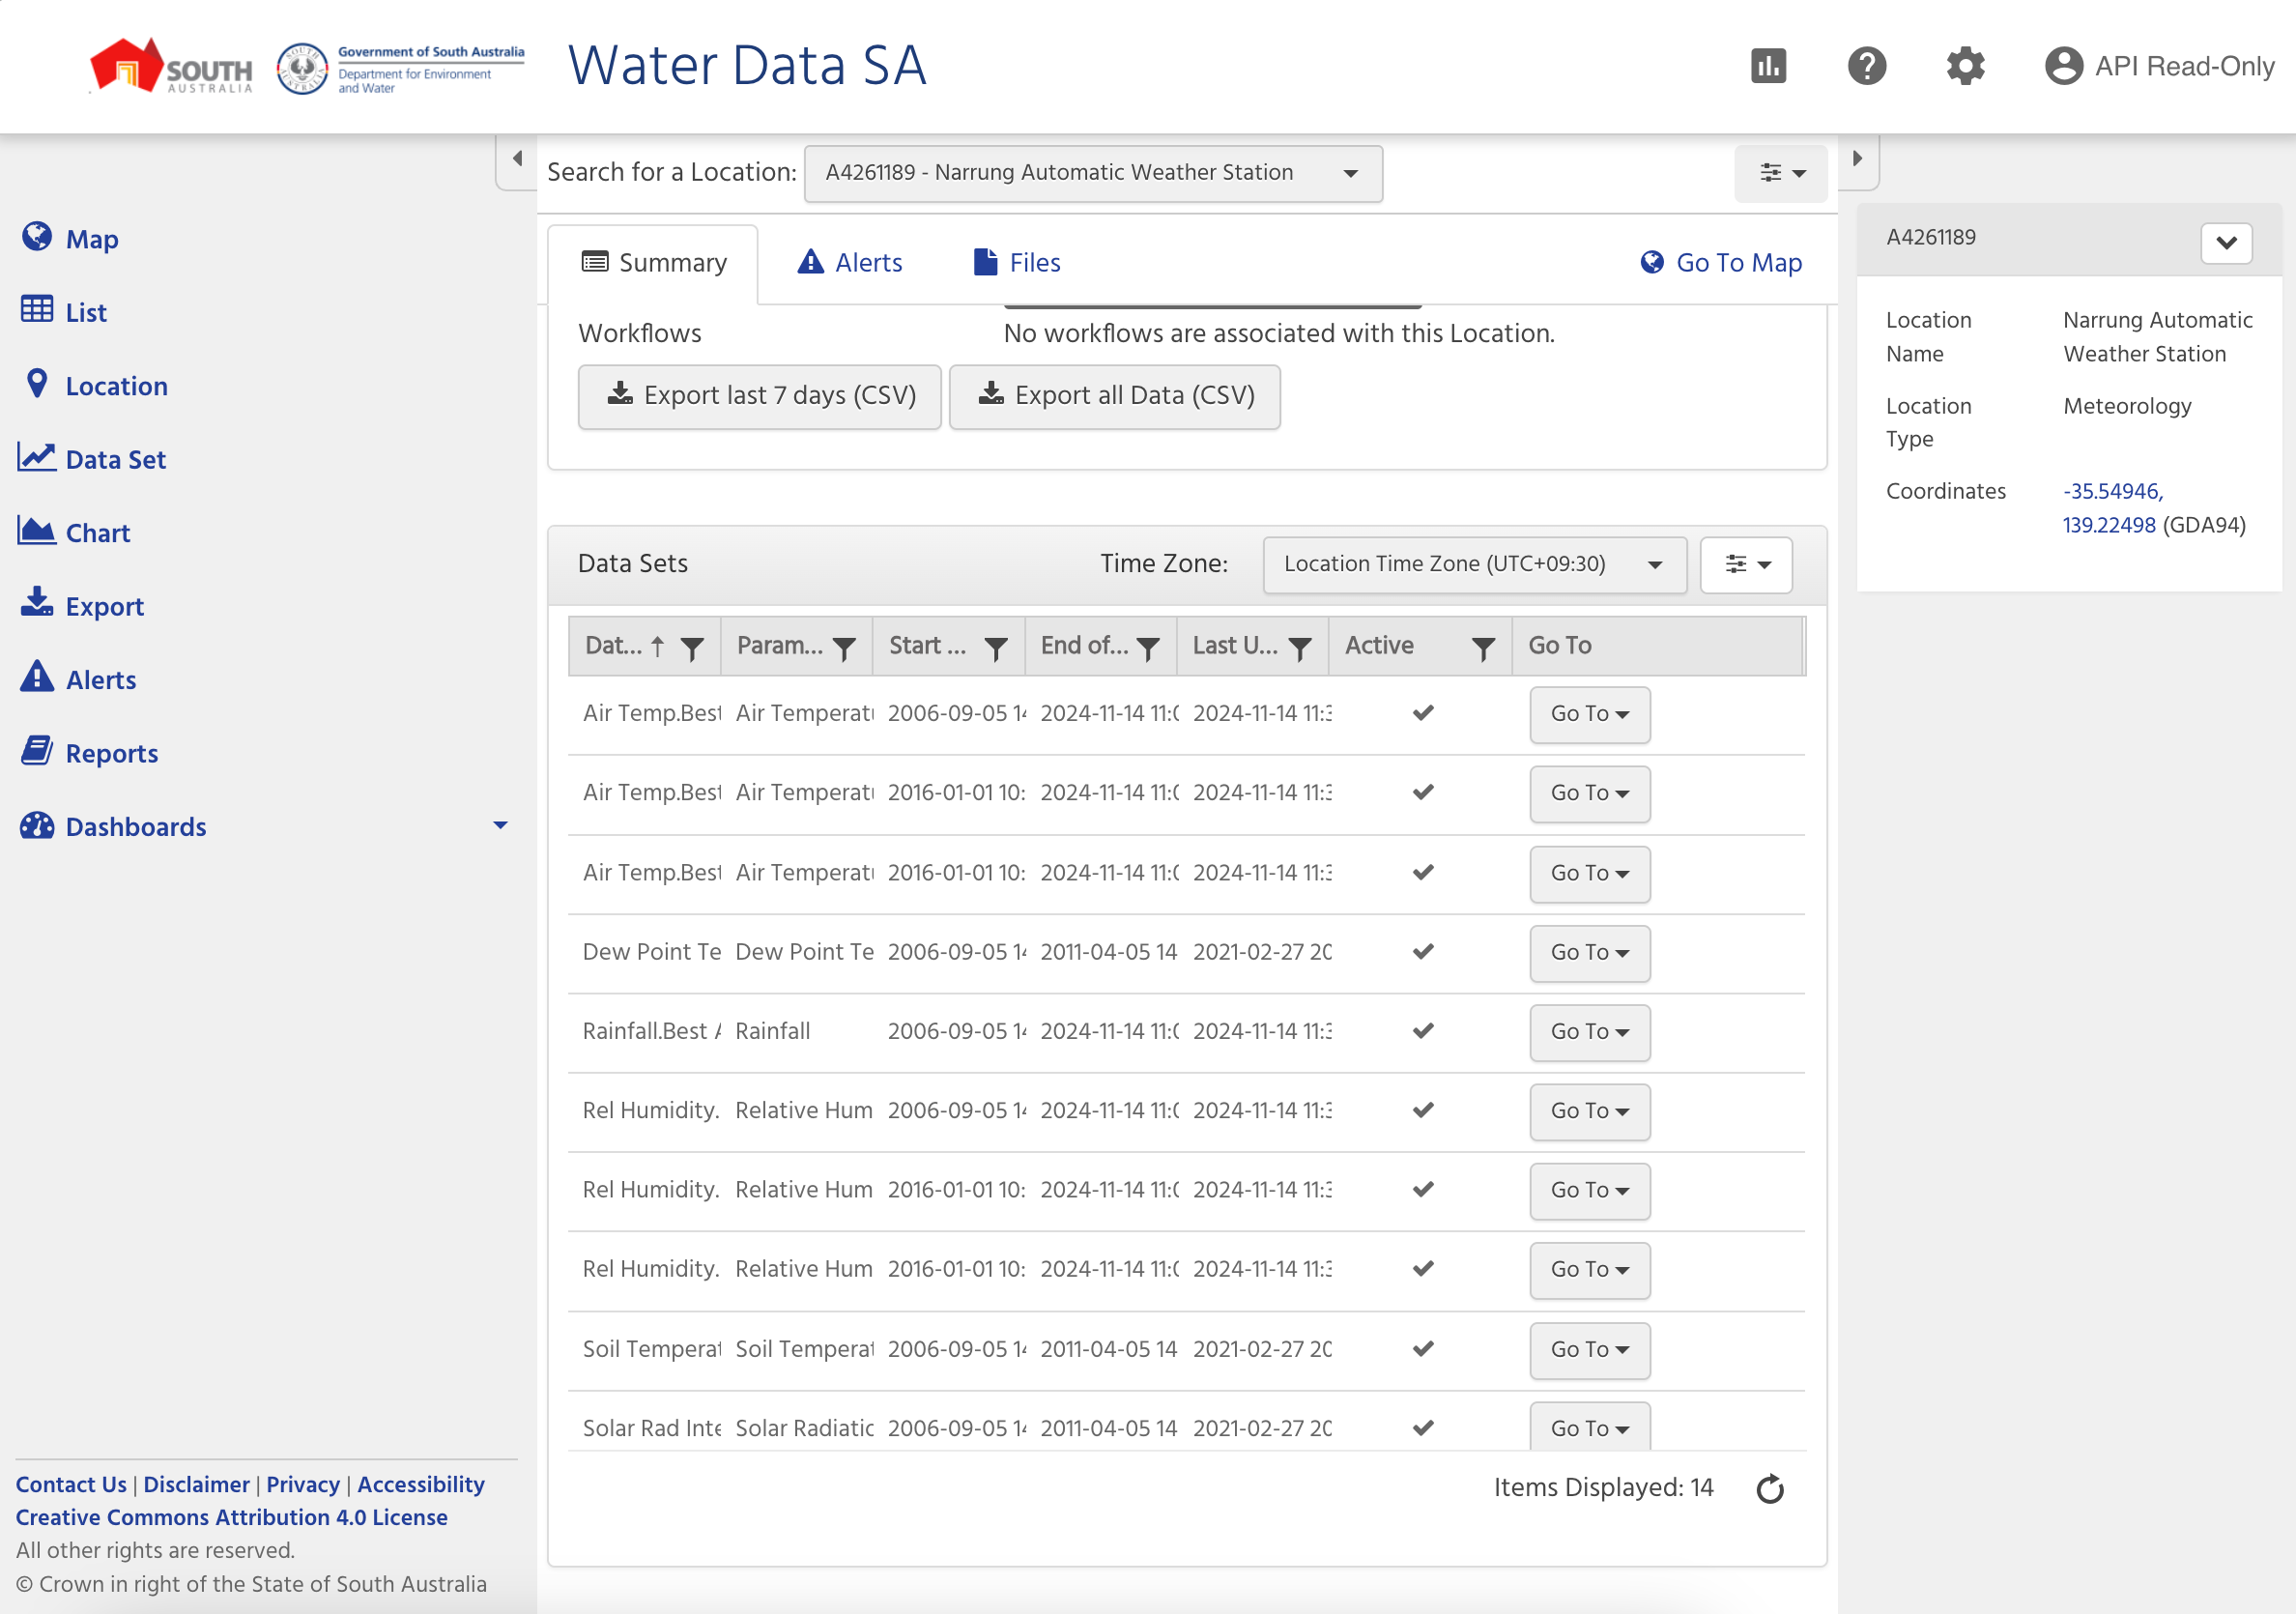 SOUTH
AUSTRALIA
Government of South Australia
Department for Environment
and Water
Water Data SA
API Read-Only
Map
List
Location
Data Set
Chart
Export
Alerts
Reports
Dashboards
Contact Us | Disclaimer | Privacy | Accessibility
Creative Commons Attribution 4.0 License
All other rights are reserved.
© Crown in right of the State of South Australia
Search for a Location: A4261189 - Narrung Automatic Weather Station
Summary Alerts Files Go To Map
Workflows No workflows are associated with this Location.
Export last 7 days (CSV) Export all Data (CSV)
Data Sets Time Zone: Location Time Zone (UTC+09:30)
Dat... Param... Start ... End of... Last U... Active Go To
Air Temp.Best Air Temperatu 2006-09-05 14 2024-11-14 11:0 2024-11-14 11:3 Go To
Air Temp.Best Air Temperatu 2016-01-01 10: 2024-11-14 11:0 2024-11-14 11:3 Go To
Air Temp.Best Air Temperatu 2016-01-01 10: 2024-11-14 11:0 2024-11-14 11:3 Go To
Dew Point Te Dew Point Te 2006-09-05 14 2011-04-05 14 2021-02-27 20 Go To
Rainfall.Best A Rainfall 2006-09-05 14 2024-11-14 11:0 2024-11-14 11:3 Go To
Rel Humidity. Relative Hum 2006-09-05 14 2024-11-14 11:0 2024-11-14 11:3 Go To
Rel Humidity. Relative Hum 2016-01-01 10: 2024-11-14 11:0 2024-11-14 11:3 Go To
Rel Humidity. Relative Hum 2016-01-01 10: 2024-11-14 11:0 2024-11-14 11:3 Go To
Soil Temperat Soil Temperat 2006-09-05 14 2011-04-05 14 2021-02-27 20 Go To
Solar Rad Inte Solar Radiatic 2006-09-05 14 2011-04-05 14 2021-02-27 20 Go To
Items Displayed: 14
A4261189
Location Name Narrung Automatic
Weather Station
Location Type Meteorology
Coordinates -35.54946,
139.22498 (GDA94)